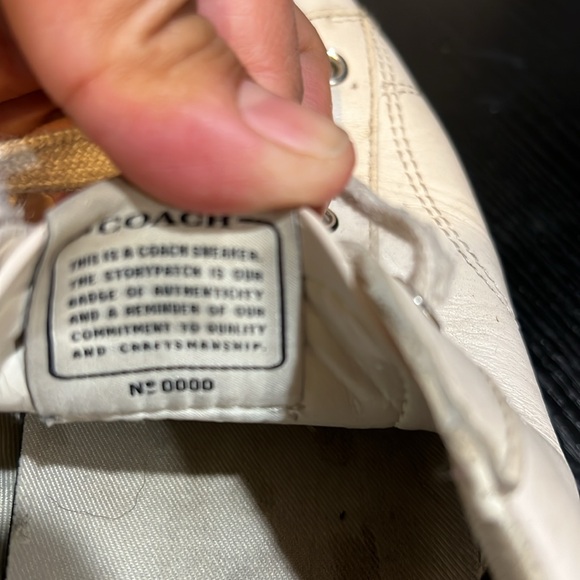 COACH
THIS IS A COACH SNEAKER.
THE STORYPATCH IS OUR
BADGE OF AUTHENTICITY
AND A REMINDER OF OUR
COMMITMENT TO QUALITY
AND CRAFTSMANSHIP.
Nº 0000